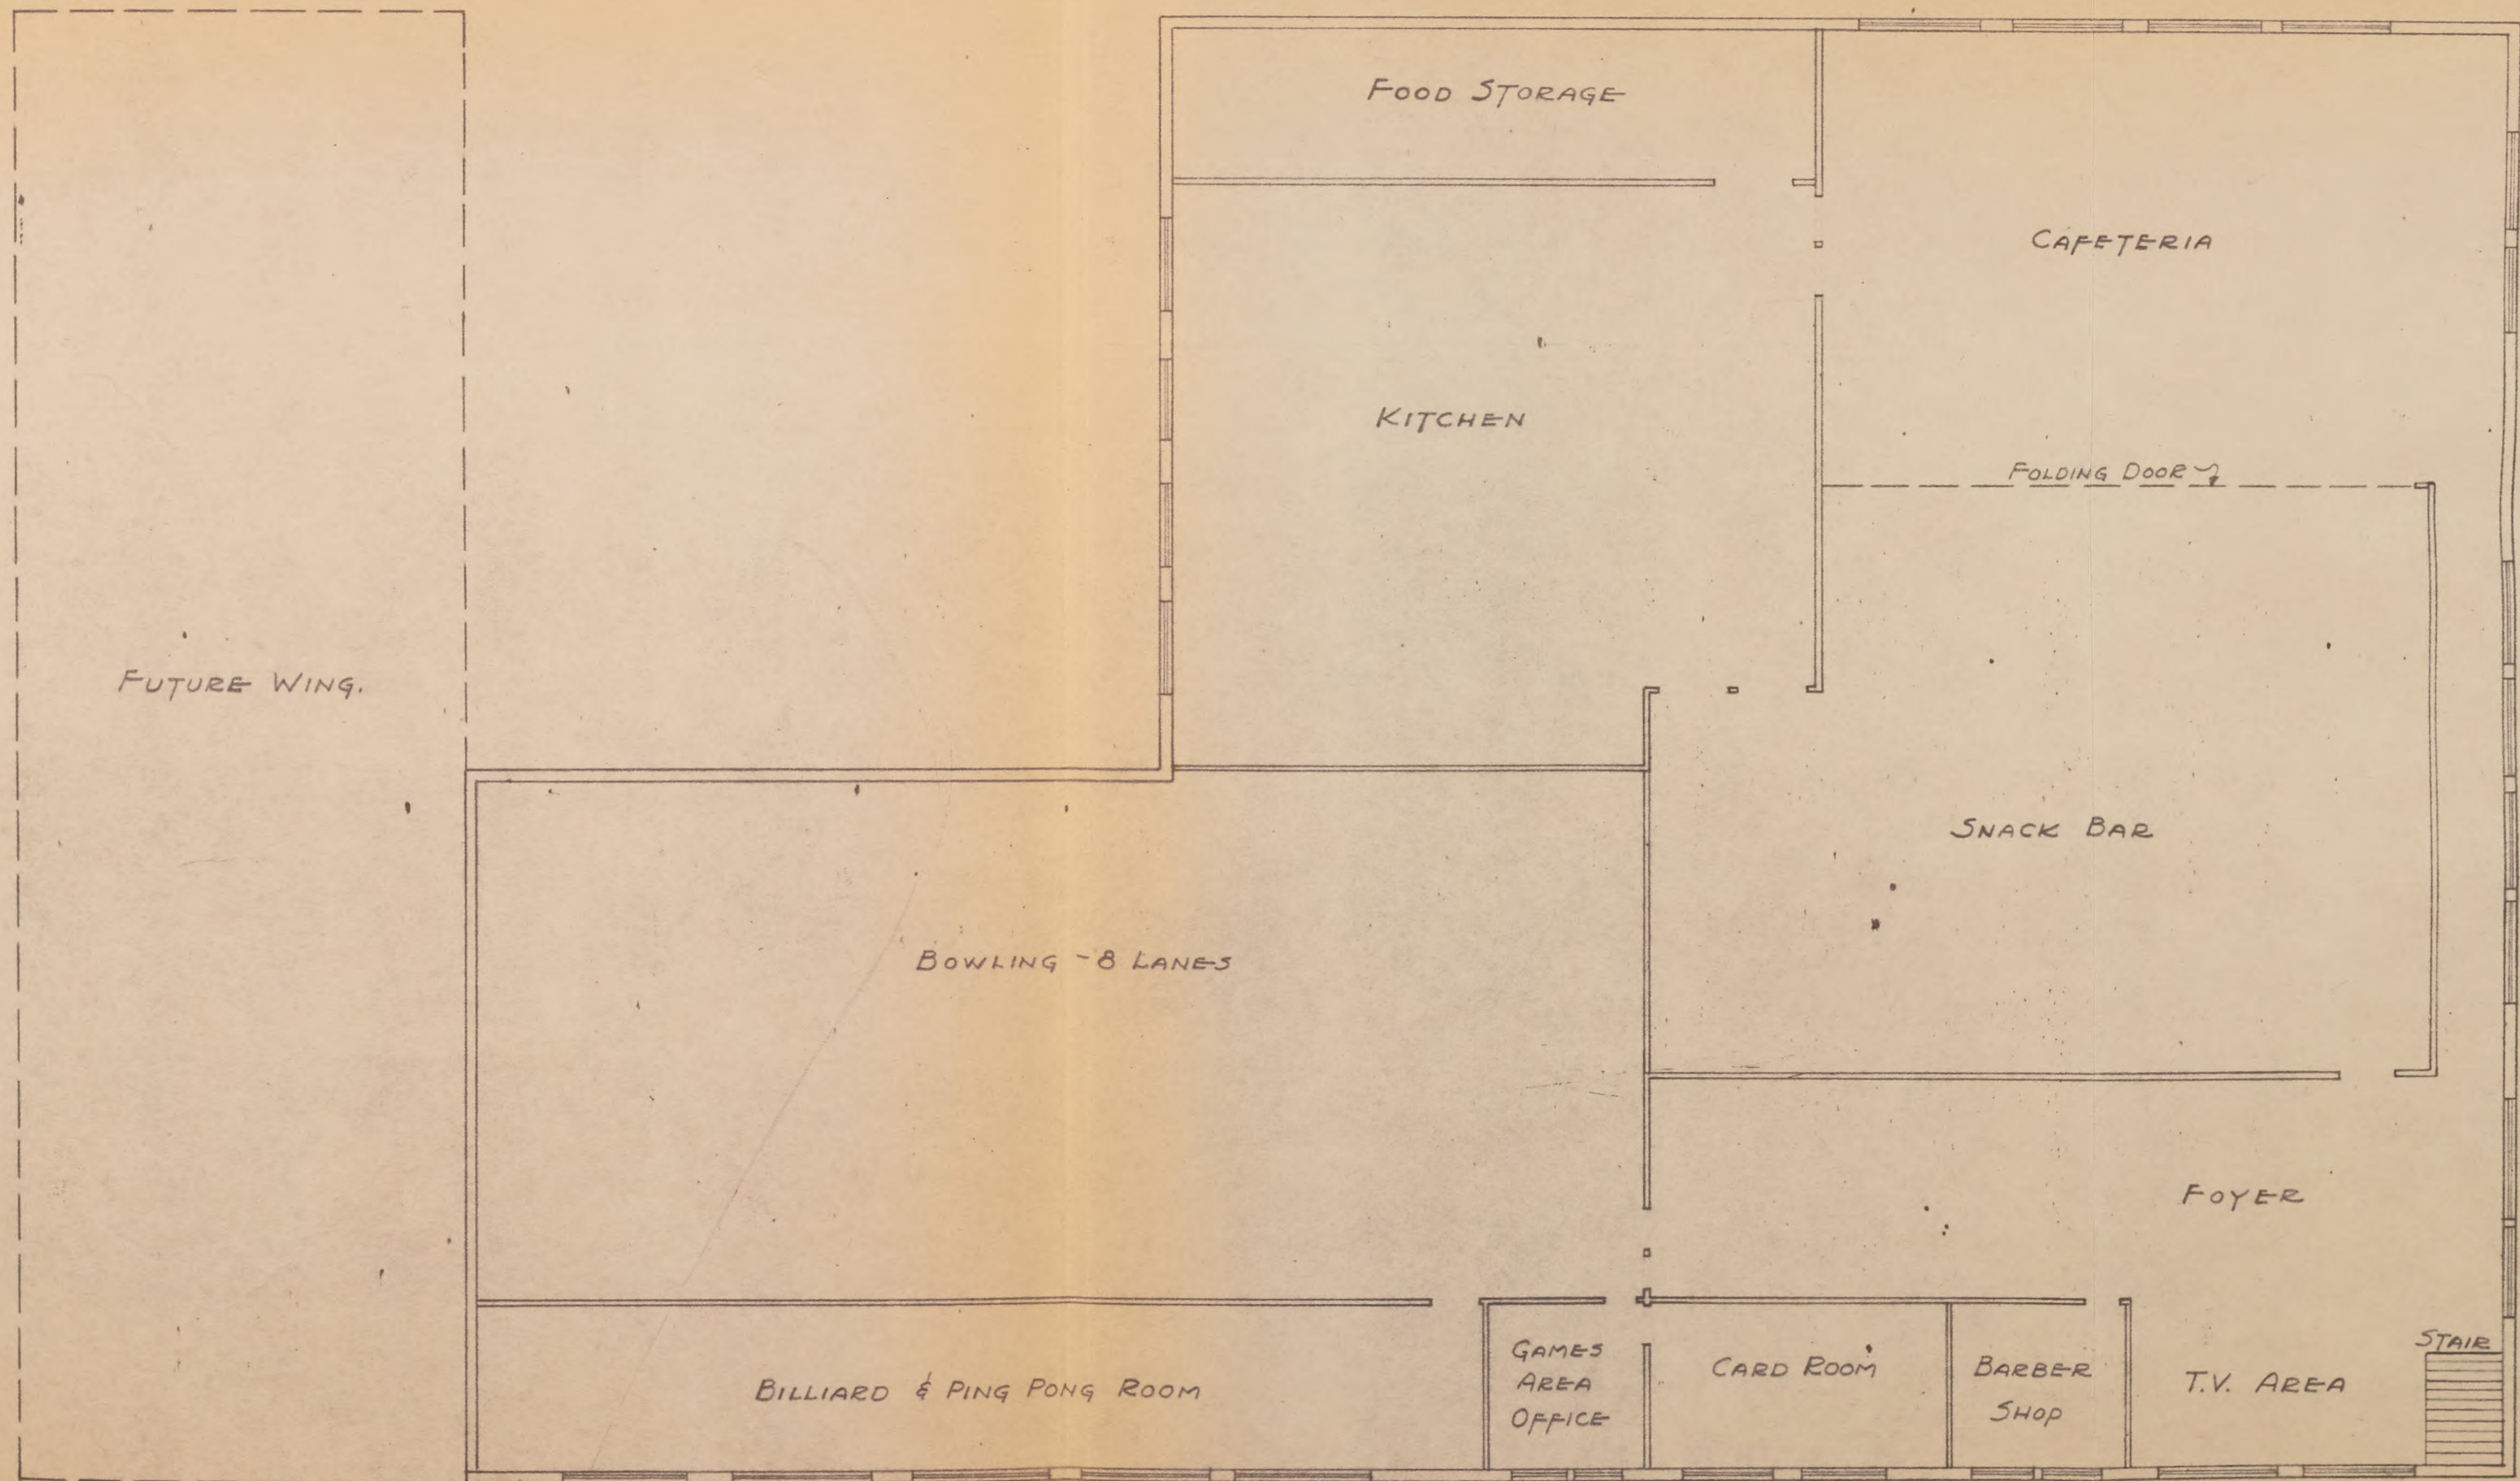 FOOD STORAGE
CAFETERIA
KITCHEN
FOLDING DOOR
FUTURE WING.
SNACK BAR
BOWLING - 8 LANES
FOYER
STAIR
GAMES
AREA
OFFICE
CARD ROOM
BARBER
SHOP
T.V. AREA
BILLIARD & PING PONG ROOM